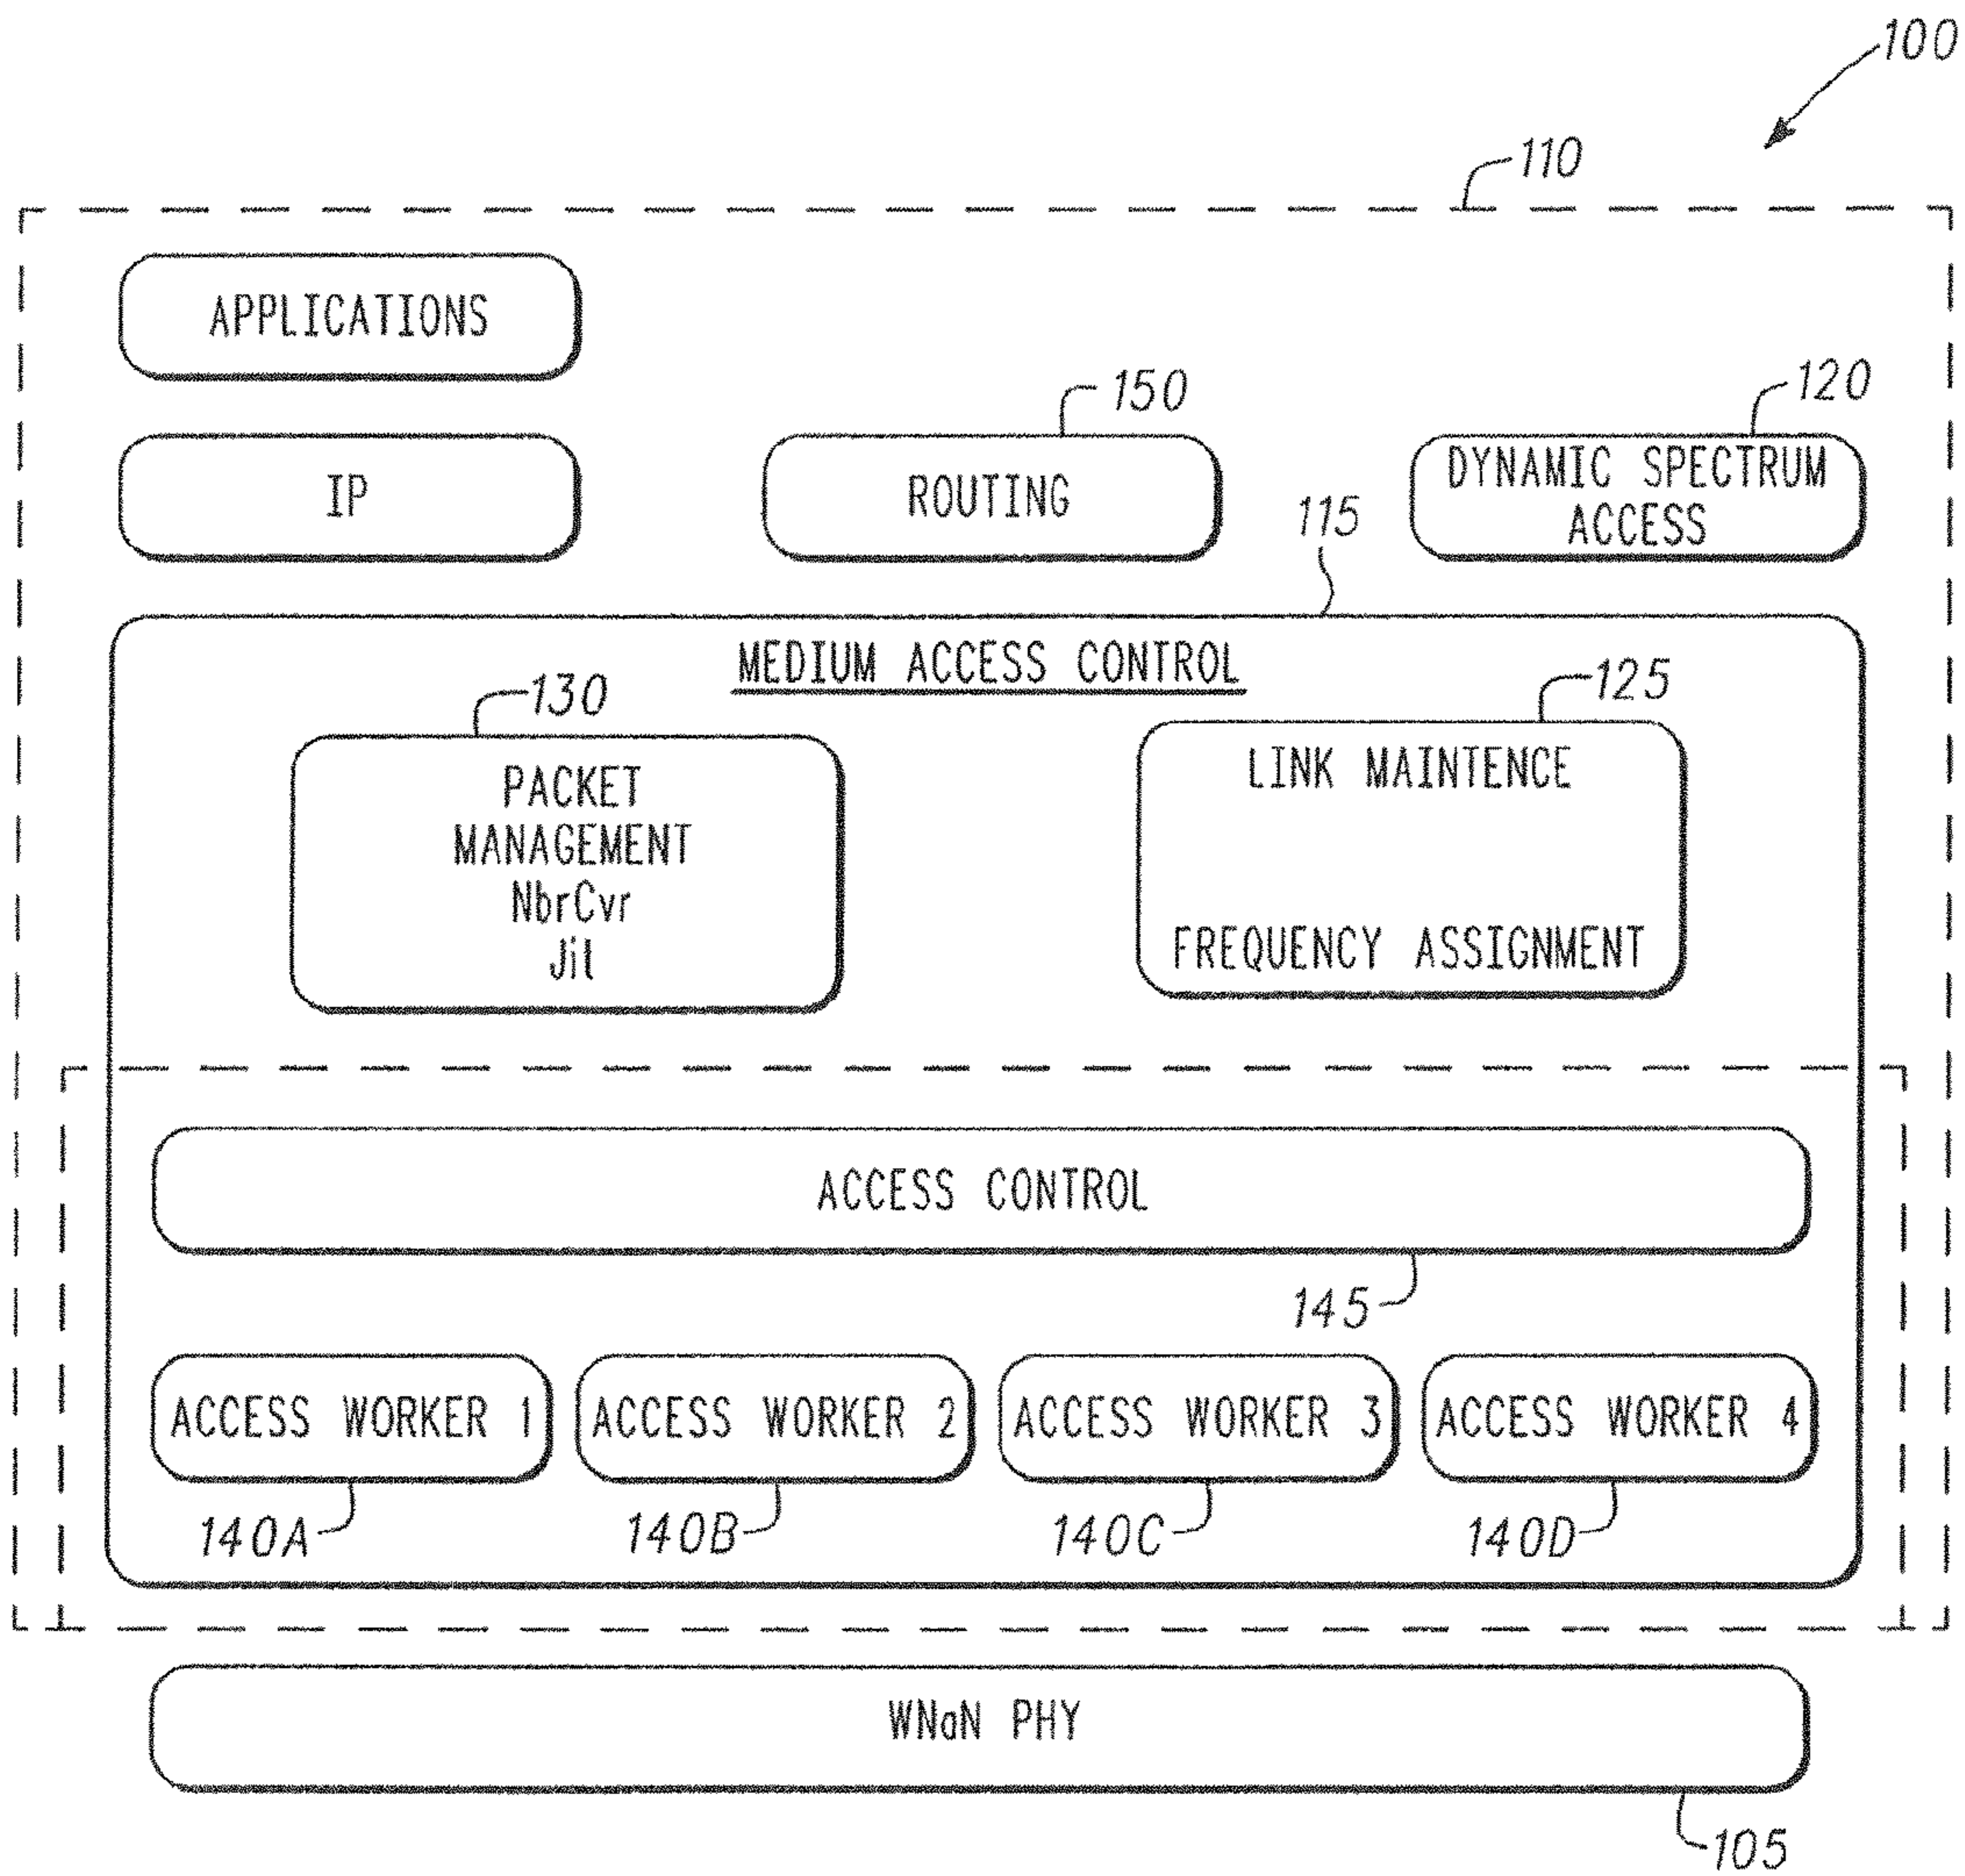 100
110
APPLICATIONS
150
120
IP
ROUTING
DYNAMIC SPECTRUM
ACCESS
115
MEDIUM ACCESS CONTROL
130
125
PACKET
MANAGEMENT
NbrCvr
Jil
LINK MAINTENCE
FREQUENCY ASSIGNMENT
ACCESS CONTROL
145
ACCESS WORKER 1
ACCESS WORKER 2
ACCESS WORKER 3
ACCESS WORKER 4
140A
140B
140C
140D
WNaN PHY
105